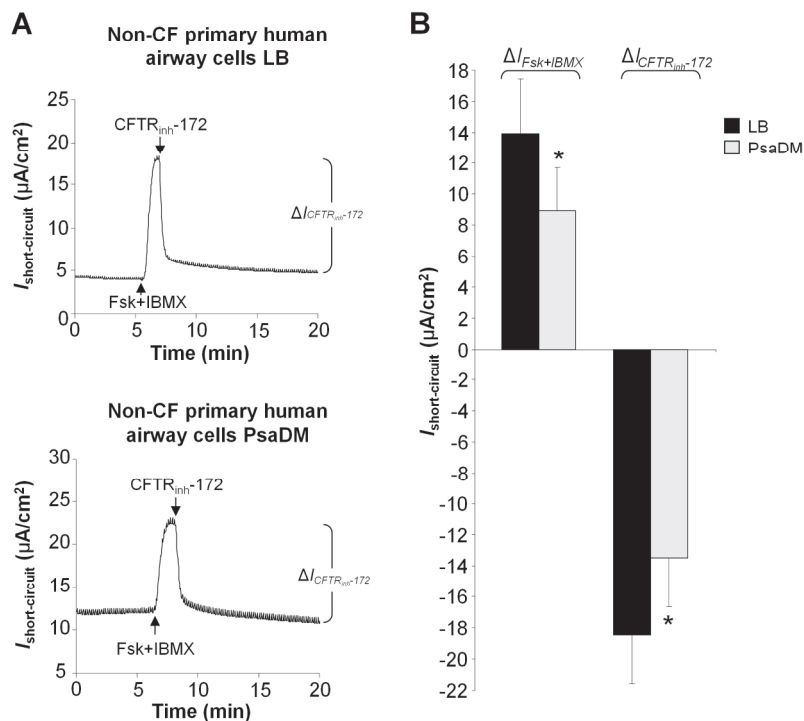 A
Non-CF primary human
airway cells LB
25
20
15
10
5
0
I short-circuit (µA/cm²)
CFTRinh-172
ΔICFTRinh-172
Fsk+IBMX
0 5 10 15 20
Time (min)
Non-CF primary human
airway cells PsaDM
30
25
20
15
10
5
I short-circuit (µA/cm²)
CFTRinh-172
ΔICFTRinh-172
Fsk+IBMX
0 5 10 15 20
Time (min)
B
ΔIFsk+IBMX ΔICFTRinh-172
18
16
14
12
10
8
6
4
2
0
-2
-4
-6
-8
-10
-12
-14
-16
-18
-20
-22
I short-circuit (µA/cm²)
*
*
LB
PsaDM